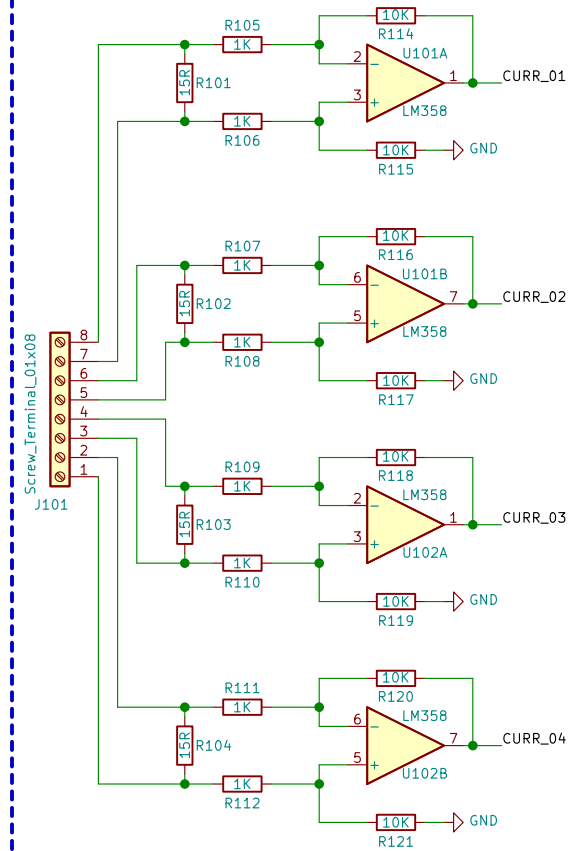 R105
1K
10K
R114
U101A
2
−
3
+
1
CURR_01
LM358
15R
R101
1K
R106
10K
R115
GND
R107
1K
10K
R116
U101B
6
−
5
+
7
CURR_02
LM358
15R
R102
1K
R108
10K
R117
GND
Screw_Terminal_01x08
8
7
6
5
4
3
2
1
J101
R109
1K
10K
R118
LM358
2
−
3
+
1
CURR_03
U102A
15R
R103
1K
R110
10K
R119
GND
R111
1K
10K
R120
LM358
6
−
5
+
7
CURR_04
U102B
15R
R104
1K
R112
10K
R121
GND